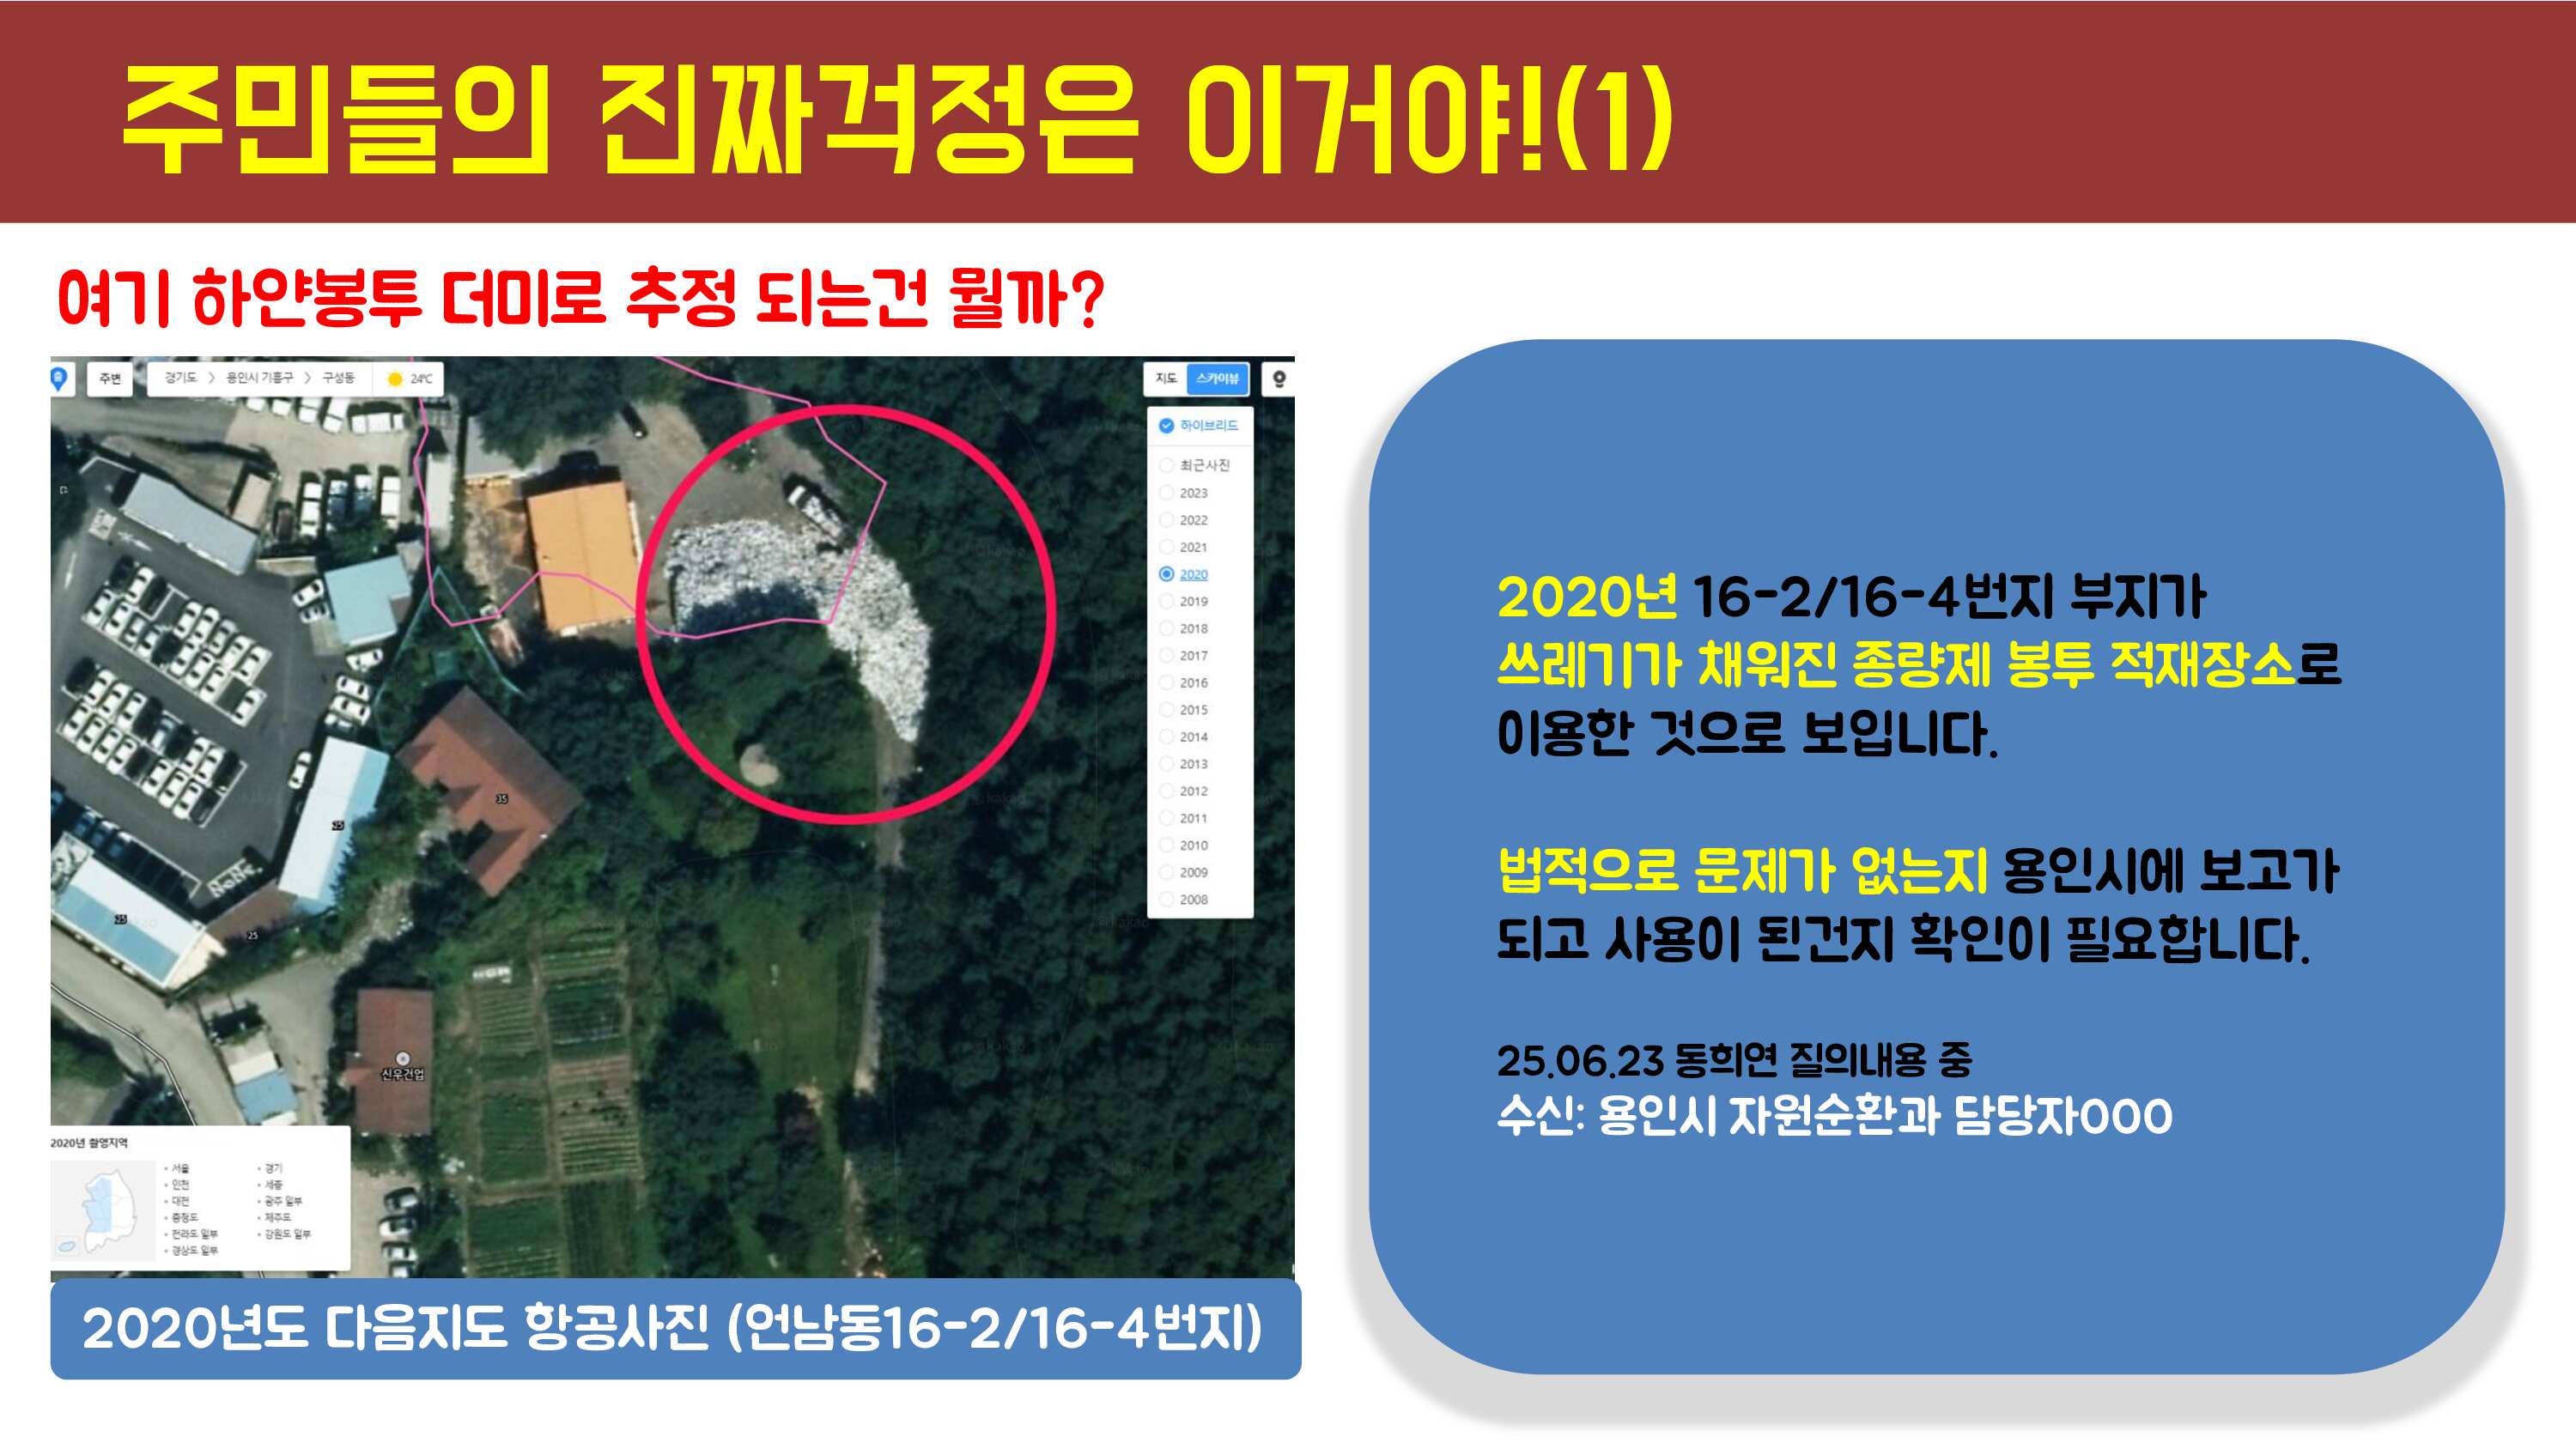 주민들의 진짜걱정은 이거야!(1)
여기 하얀봉투 더미로 추정 되는건 뭘까?
주변
경기도 > 용인시 기흥구 > 구성동
24℃
지도
스카이뷰
하이브리드
최근사진
2023
2022
2021
2020
2019
2018
2017
2016
2015
2014
2013
2012
2011
2010
2009
2008
35
25
25
25
신우건업
2020년 촬영지역
• 서울 • 경기
• 인천 • 세종
• 대전 • 광주 일부
• 충청도 • 제주도
• 전라도 일부 • 강원도 일부
• 경상도 일부
2020년도 다음지도 항공사진 (언남동16-2/16-4번지)
2020년 16-2/16-4번지 부지가
쓰레기가 채워진 종량제 봉투 적재장소로
이용한 것으로 보입니다.
법적으로 문제가 없는지 용인시에 보고가
되고 사용이 된건지 확인이 필요합니다.
25.06.23 동희연 질의내용 중
수신: 용인시 자원순환과 담당자OOO